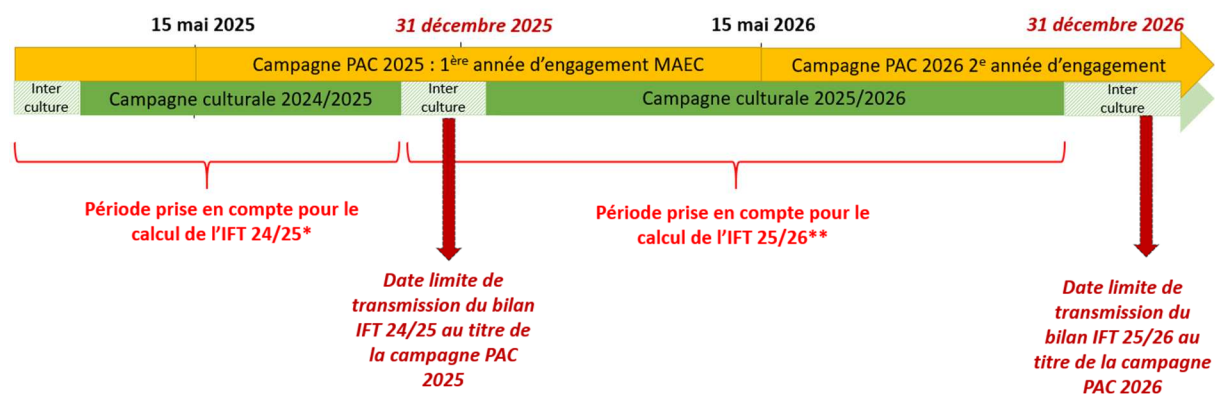 15 mai 2025
31 décembre 2025
15 mai 2026
31 décembre 2026
Campagne PAC 2025 : 1ère année d’engagement MAEC
Campagne PAC 2026 2e année d’engagement
Inter
culture
Campagne culturale 2024/2025
Inter
culture
Campagne culturale 2025/2026
Inter
culture
Période prise en compte pour le
calcul de l’IFT 24/25*
Période prise en compte pour le
calcul de l’IFT 25/26**
Date limite de
transmission du bilan
IFT 24/25 au titre de
la campagne PAC
2025
Date limite de
transmission du
bilan IFT 25/26 au
titre de la campagne
PAC 2026